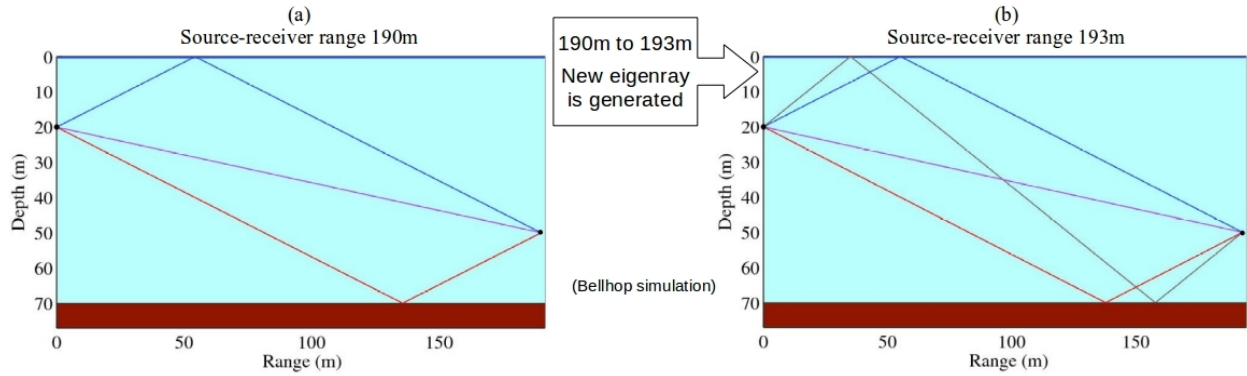 (a)
Source-receiver range 190m
0
10
20
30
40
50
60
70
Depth (m)
0
50
100
150
Range (m)
190m to 193m
New eigenray
is generated
(Bellhop simulation)
(b)
Source-receiver range 193m
0
10
20
30
40
50
60
70
Depth (m)
0
50
100
150
Range (m)